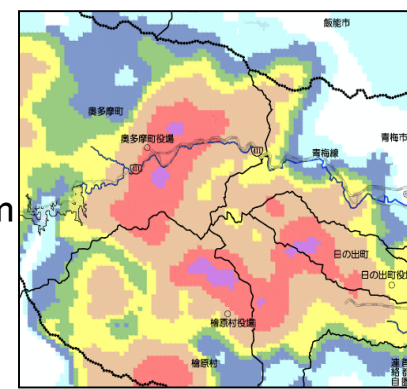 飯能市
奥多摩町
奥多摩町役場
青梅線
青梅市
m
日の出町
日の出町役
檜原村役場
檜原村